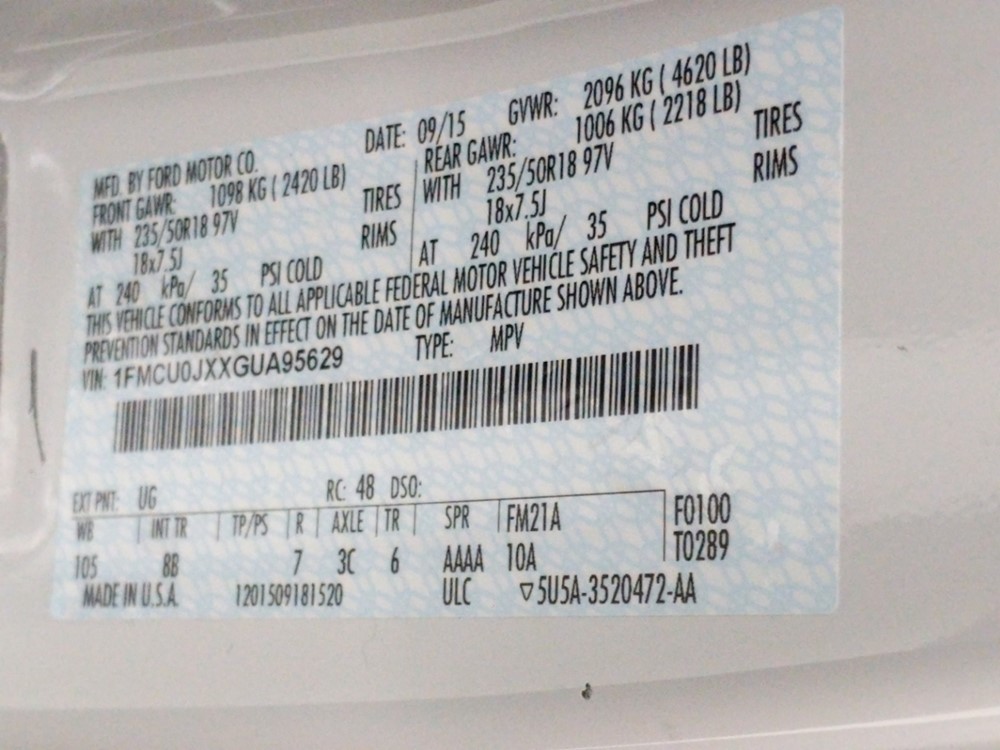 MFD. BY FORD MOTOR CO. DATE: 09/15 GVWR: 2096 KG ( 4620 LB)
FRONT GAWR: 1098 KG ( 2420 LB) REAR GAWR: 1006 KG ( 2218 LB)
WITH 235/50R18 97V TIRES WITH 235/50R18 97V TIRES
18x7.5J RIMS 18x7.5J RIMS
AT 240 kPa/ 35 PSI COLD AT 240 kPa/ 35 PSI COLD
THIS VEHICLE CONFORMS TO ALL APPLICABLE FEDERAL MOTOR VEHICLE SAFETY AND THEFT
PREVENTION STANDARDS IN EFFECT ON THE DATE OF MANUFACTURE SHOWN ABOVE.
VIN: 1FMCU0JXXGUA95629 TYPE: MPV
EXT PNT: UG RC: 48 DSO:
WB INT TR TP/PS R AXLE TR SPR FM21A F0100
105 8B 7 3C 6 AAAA 10A T0289
MADE IN U.S.A. 1201509181520 ULC ▽5U5A-3520472-AA